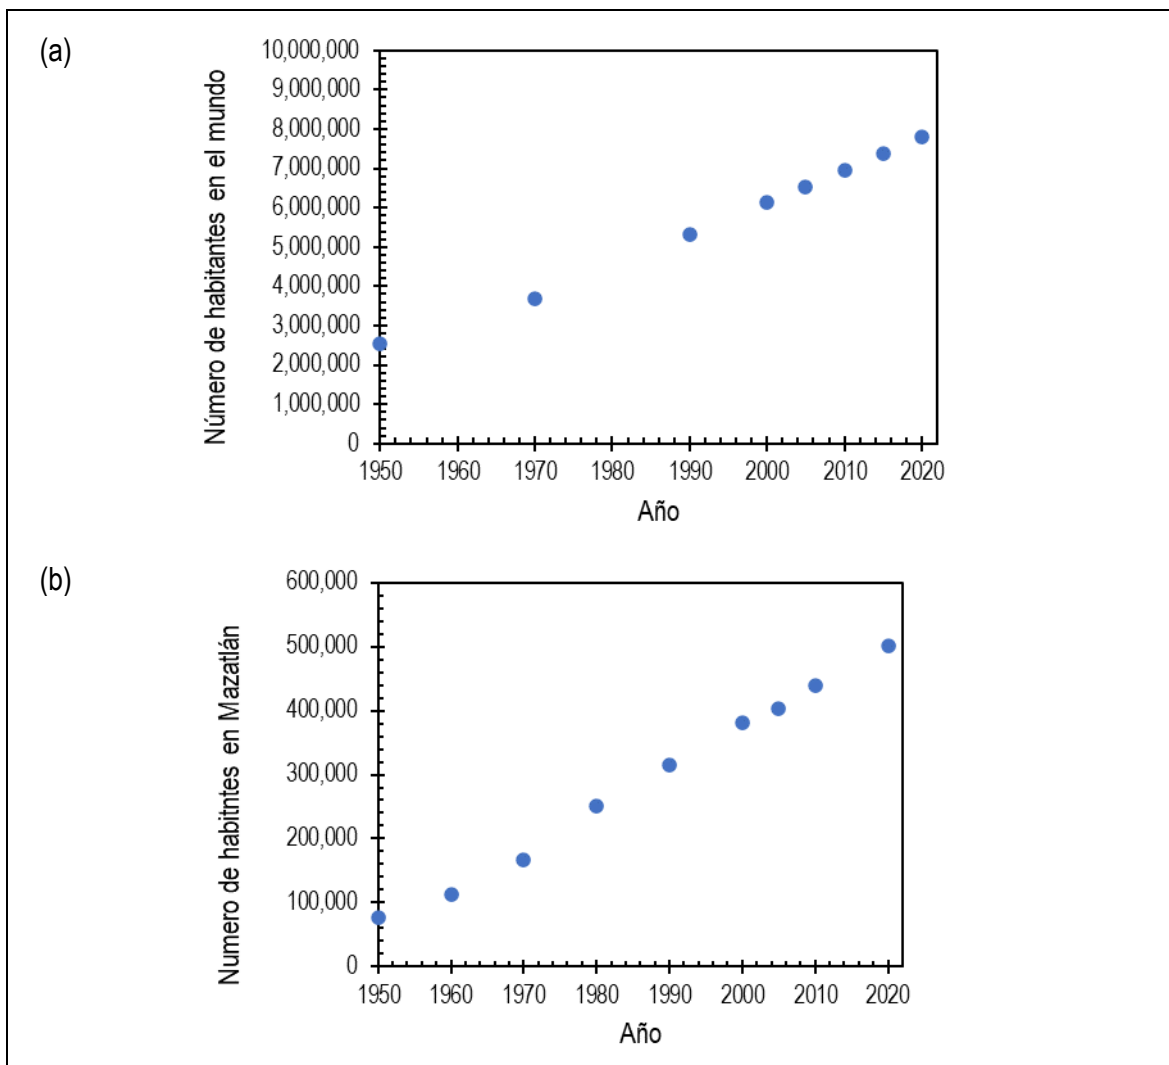 (a)
Número de habitantes en el mundo
10,000,000
9,000,000
8,000,000
7,000,000
6,000,000
5,000,000
4,000,000
3,000,000
2,000,000
1,000,000
0
1950 1960 1970 1980 1990 2000 2010 2020
Año
(b)
Numero de habitntes en Mazatlán
600,000
500,000
400,000
300,000
200,000
100,000
0
1950 1960 1970 1980 1990 2000 2010 2020
Año